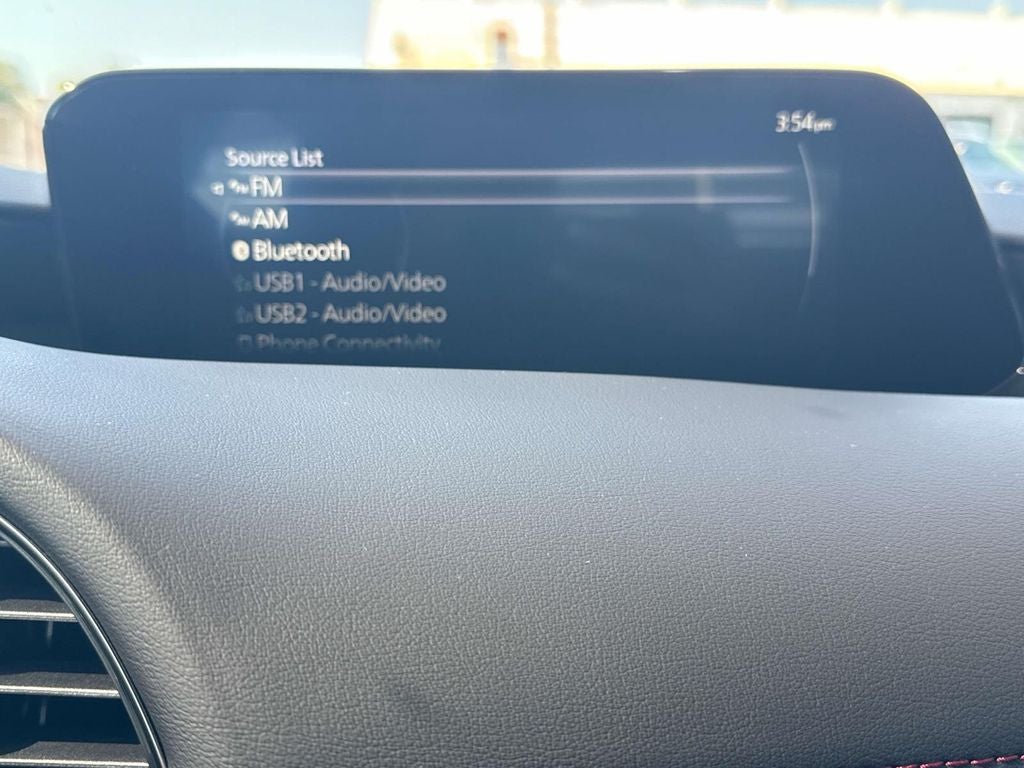 3:54pm
Source List
FM
AM
Bluetooth
USB1 - Audio/Video
USB2 - Audio/Video
Phone Connectivity